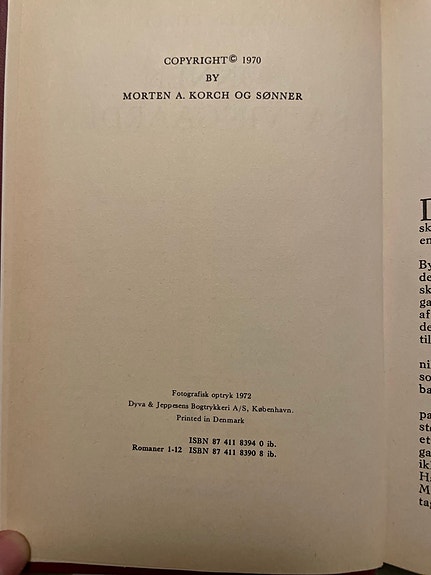 COPYRIGHT© 1970
BY
MORTEN A. KORCH OG SØNNER
Fotografisk optryk 1972
Dyva & Jeppesens Bogtrykkeri A/S, København.
Printed in Denmark
ISBN 87 411 8394 0 ib.
Romaner 1-12 ISBN 87 411 8390 8 ib.